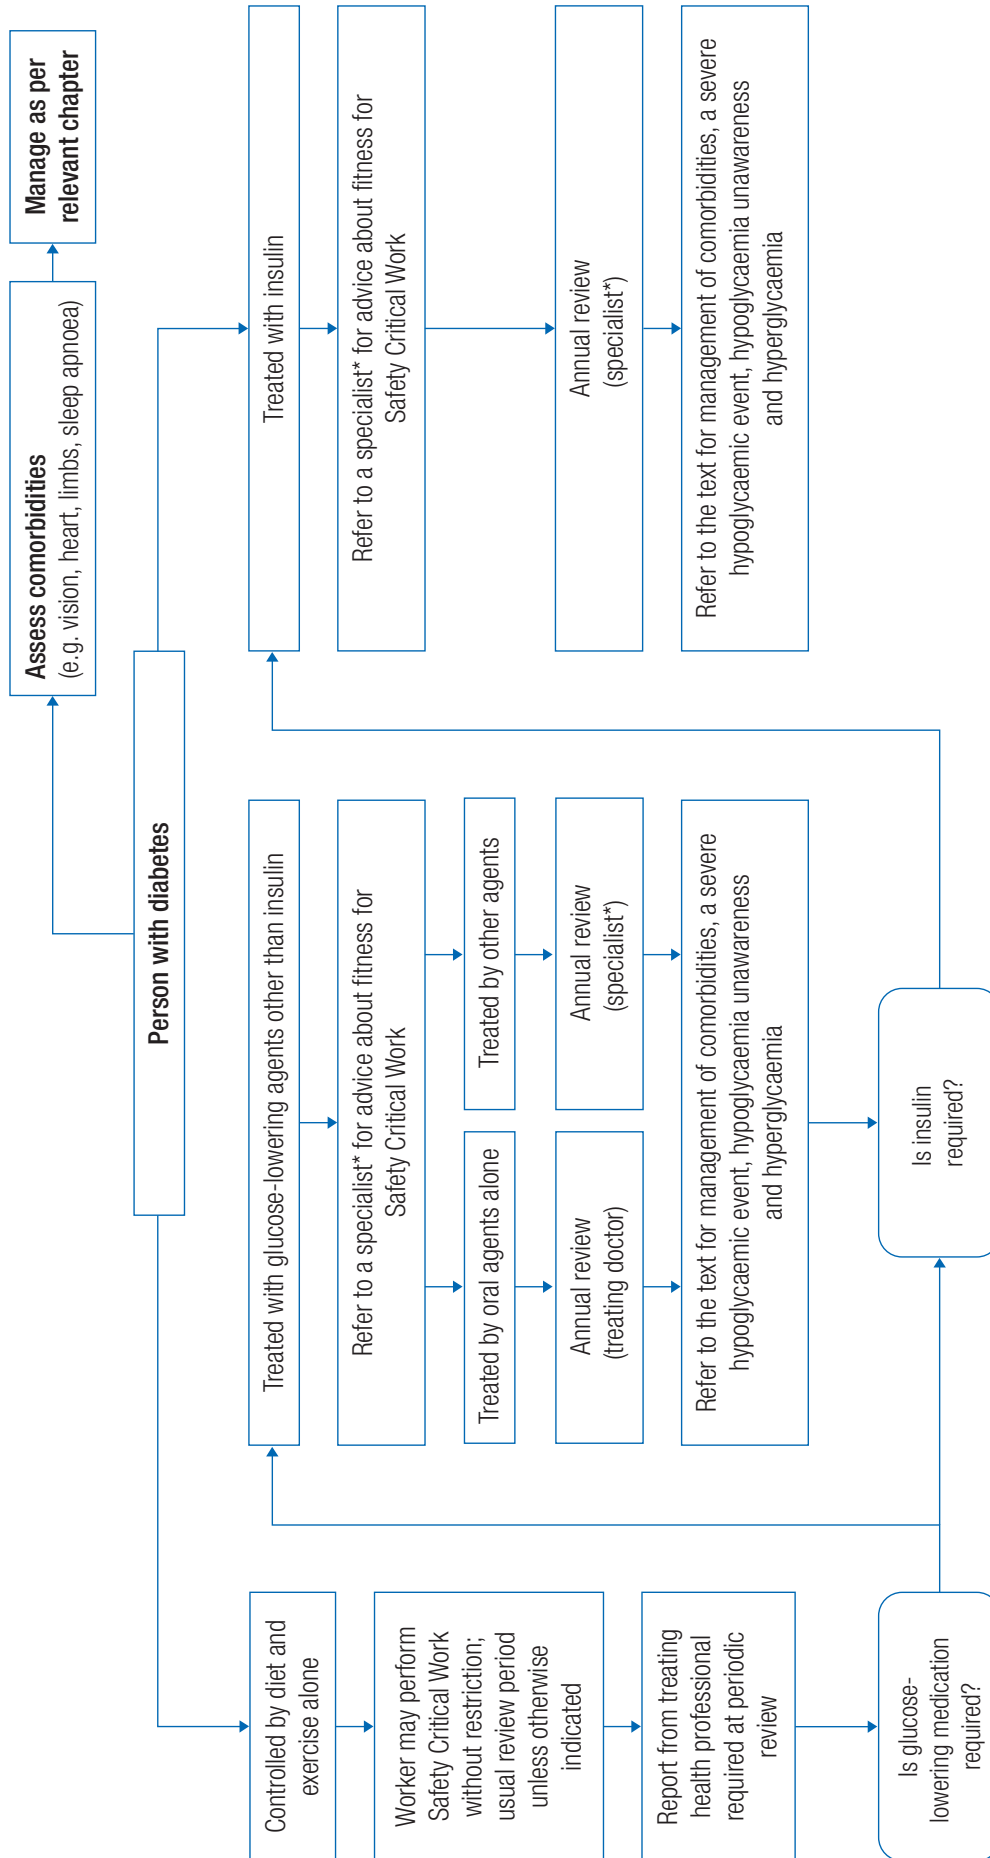 Person with diabetes
Assess comorbidities
(e.g. vision, heart, limbs, sleep apnoea)
Manage as per
relevant chapter
Controlled by diet and
exercise alone
Worker may perform
Safety Critical Work
without restriction;
usual review period
unless otherwise
indicated
Report from treating
health professional
required at periodic
review
Is glucose-
lowering medication
required?
Treated with glucose-lowering agents other than insulin
Refer to a specialist* for advice about fitness for
Safety Critical Work
Treated by oral agents alone
Annual review
(treating doctor)
Treated by other agents
Annual review
(specialist*)
Refer to the text for management of comorbidities, a severe
hypoglycaemic event, hypoglycaemia unawareness
and hyperglycaemia
Is insulin
required?
Treated with insulin
Refer to a specialist* for advice about fitness for
Safety Critical Work
Annual review
(specialist*)
Refer to the text for management of comorbidities, a severe
hypoglycaemic event, hypoglycaemia unawareness
and hyperglycaemia